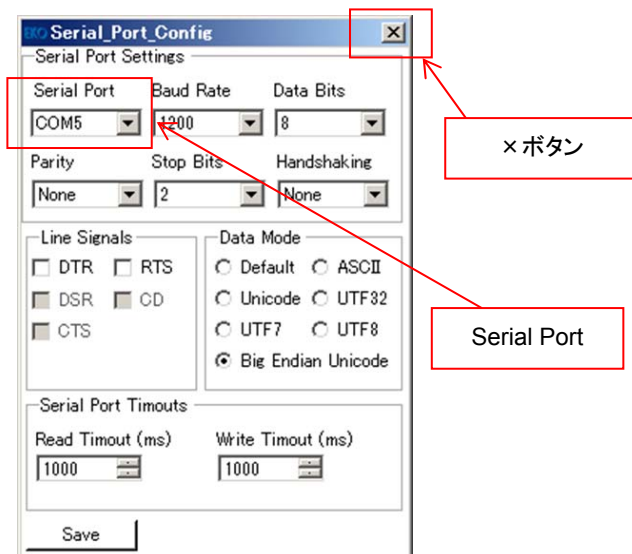 EKO Serial_Port_Config
Serial Port Settings
Serial Port Baud Rate Data Bits
COM5 1200 8
×ボタン
Parity Stop Bits Handshaking
None 2 None
Line Signals Data Mode
DTR RTS Default ASCII
DSR CD Unicode UTF32
CTS UTF7 UTF8
Serial Port
Big Endian Unicode
Serial Port Timouts
Read Timout (ms) Write Timout (ms)
1000 1000
Save